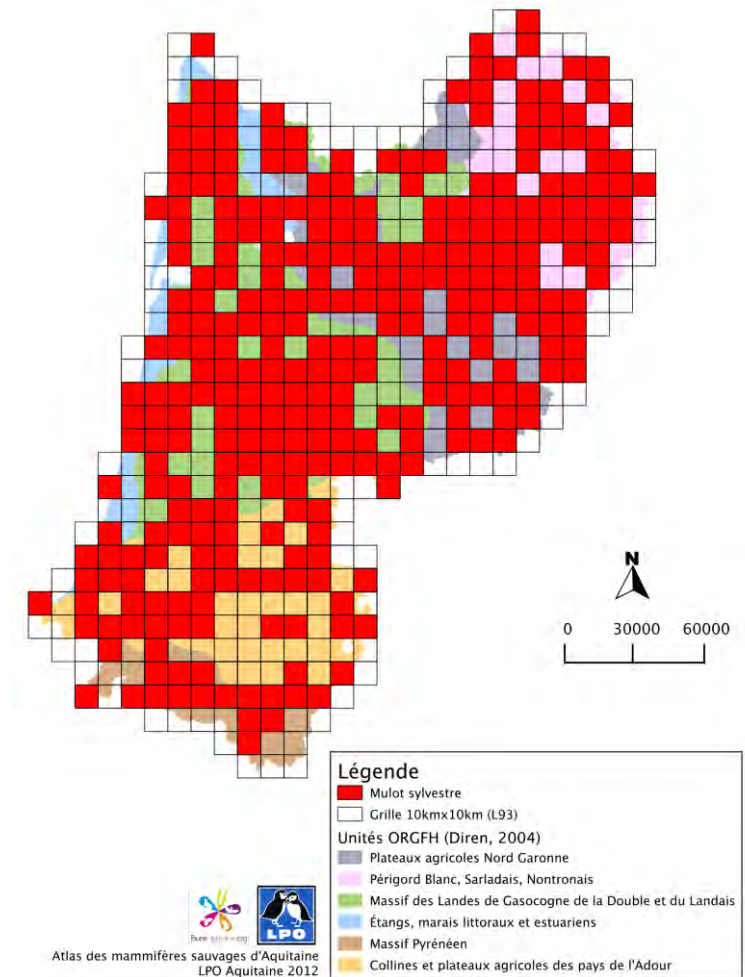 N
0 30000 60000
Légende
Mulot sylvestre
Grille 10kmx10km (L93)
Unités ORGFH (Diren, 2004)
Plateaux agricoles Nord Garonne
Périgord Blanc, Sarladais, Nontronais
Massif des Landes de Gasocogne de la Double et du Landais
Étangs, marais littoraux et estuariens
Massif Pyrénéen
Collines et plateaux agricoles des pays de l'Adour
LPO
Atlas des mammifères sauvages d'Aquitaine
LPO Aquitaine 2012